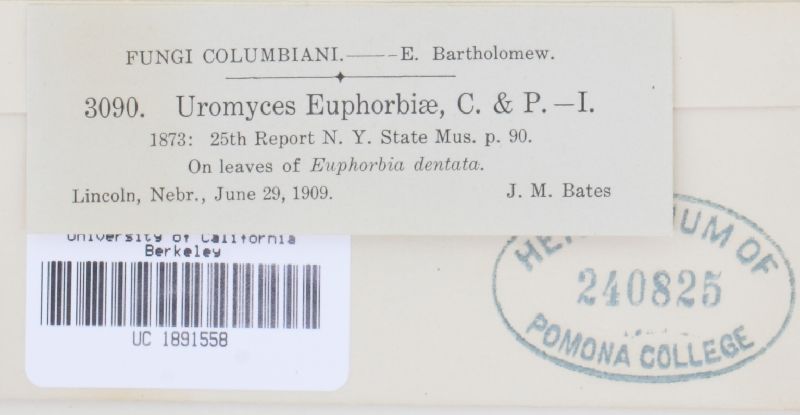 FUNGI COLUMBIANI.——E. Bartholomew.
3090. Uromyces Euphorbiæ, C. & P.—I.
1873: 25th Report N. Y. State Mus. p. 90.
On leaves of Euphorbia dentata.
Lincoln, Nebr., June 29, 1909. J. M. Bates
University of California
Berkeley
UC 1891558
UM OF
240825
POMONA COLLEGE